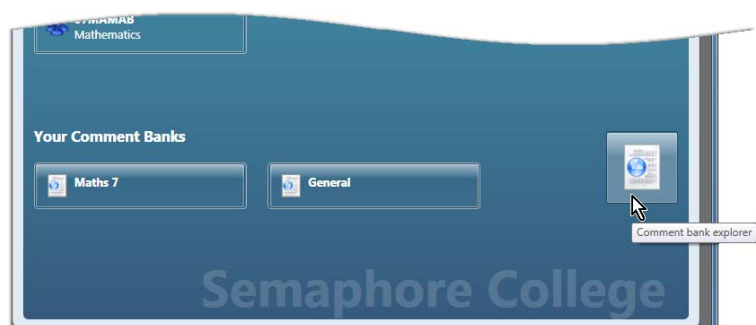 Mathematics
Your Comment Banks
Maths 7
General
Comment bank explorer
Semaphore College